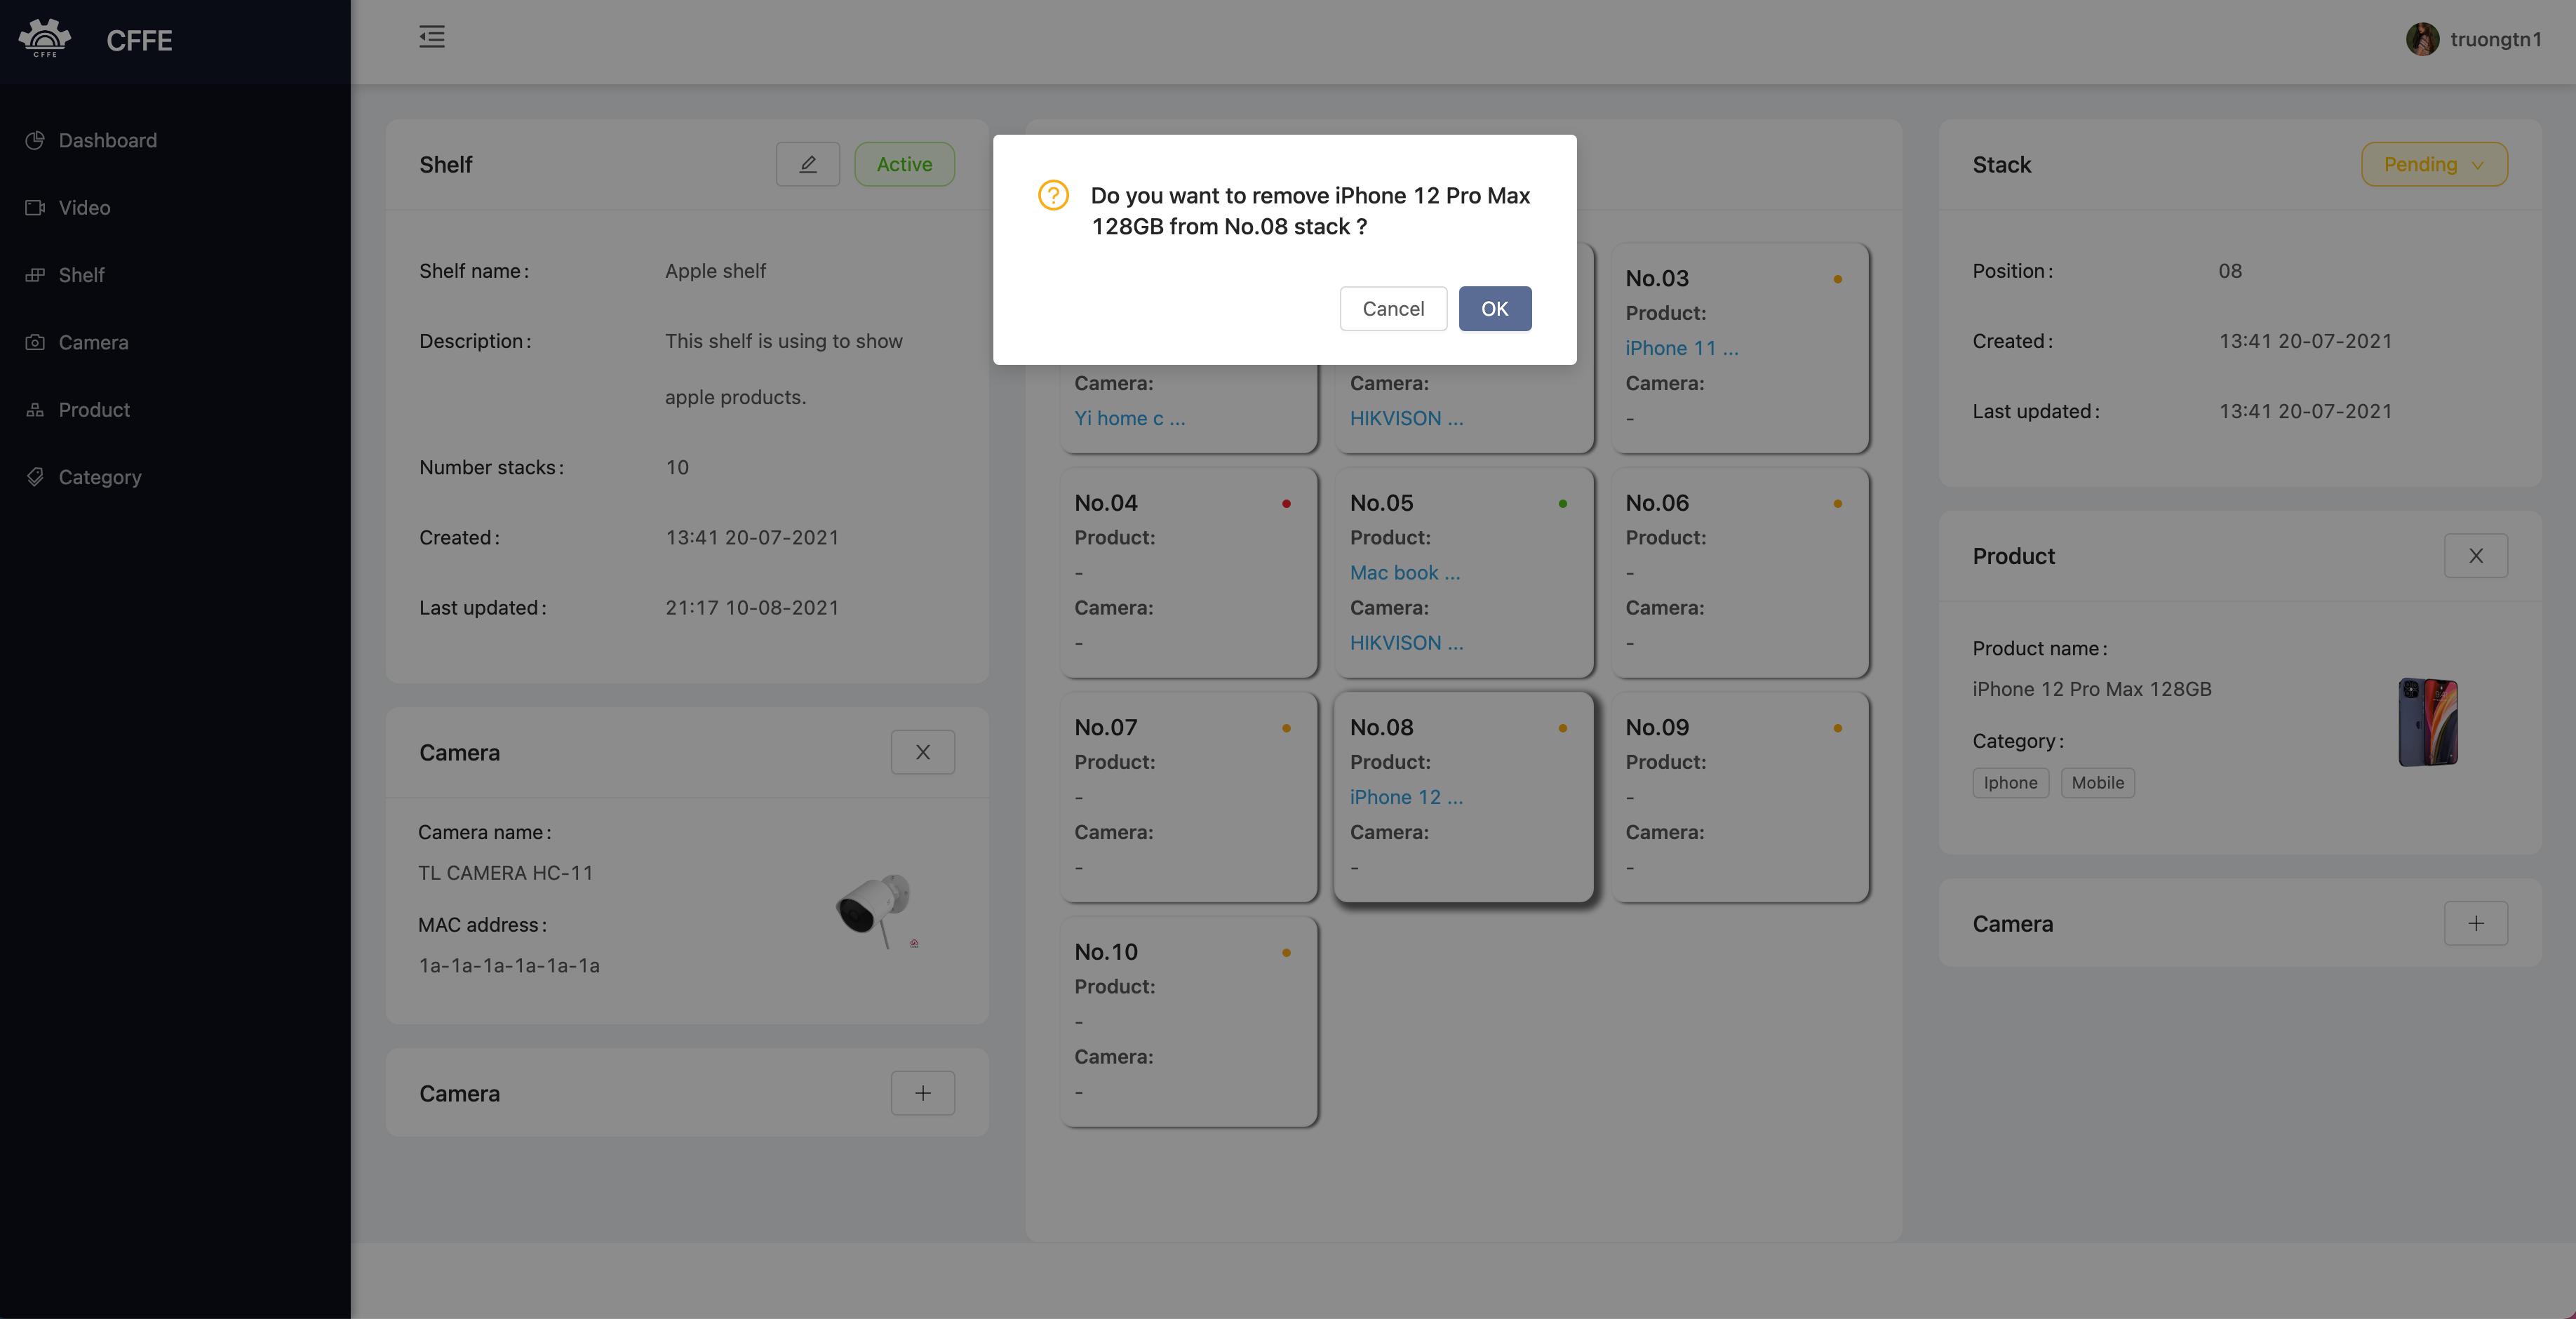 CFFE
CFFE
truongtn1
Dashboard
Video
Shelf
Camera
Product
Category
Shelf
Active
Shelf name:
Apple shelf
Description:
This shelf is using to show
apple products.
Number stacks:
10
Created:
13:41 20-07-2021
Last updated:
21:17 10-08-2021
Camera
Camera name:
TL CAMERA HC-11
MAC address:
1a-1a-1a-1a-1a-1a
Camera
Do you want to remove iPhone 12 Pro Max
128GB from No.08 stack ?
Cancel
OK
Camera:
Yi home c ...
Camera:
HIKVISON ...
No.03
Product:
iPhone 11 ...
Camera:
-
No.04
Product:
-
Camera:
-
No.05
Product:
Mac book ...
Camera:
HIKVISON ...
No.06
Product:
-
Camera:
-
No.07
Product:
-
Camera:
-
No.08
Product:
iPhone 12 ...
Camera:
-
No.09
Product:
-
Camera:
-
No.10
Product:
-
Camera:
-
Stack
Pending
Position:
08
Created:
13:41 20-07-2021
Last updated:
13:41 20-07-2021
Product
Product name:
iPhone 12 Pro Max 128GB
Category:
Iphone
Mobile
Camera